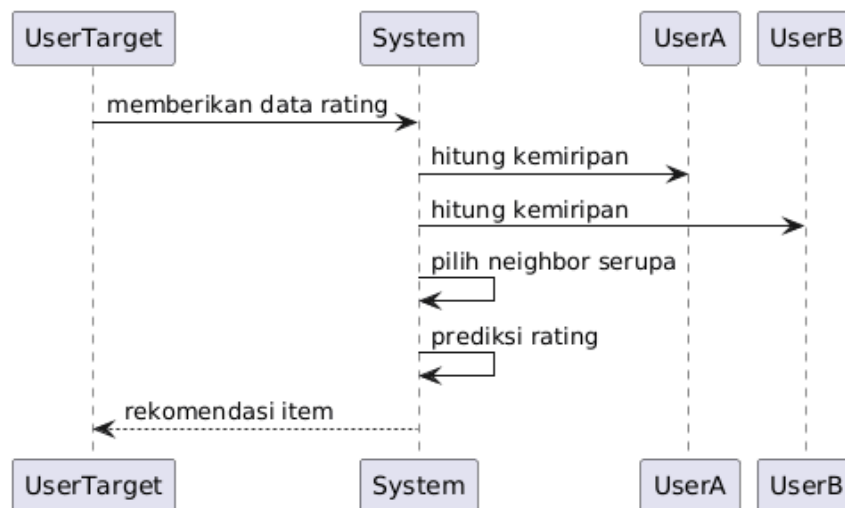 UserTarget System UserA UserB
memberikan data rating
hitung kemiripan
hitung kemiripan
pilih neighbor serupa
prediksi rating
rekomendasi item
UserTarget System UserA UserB